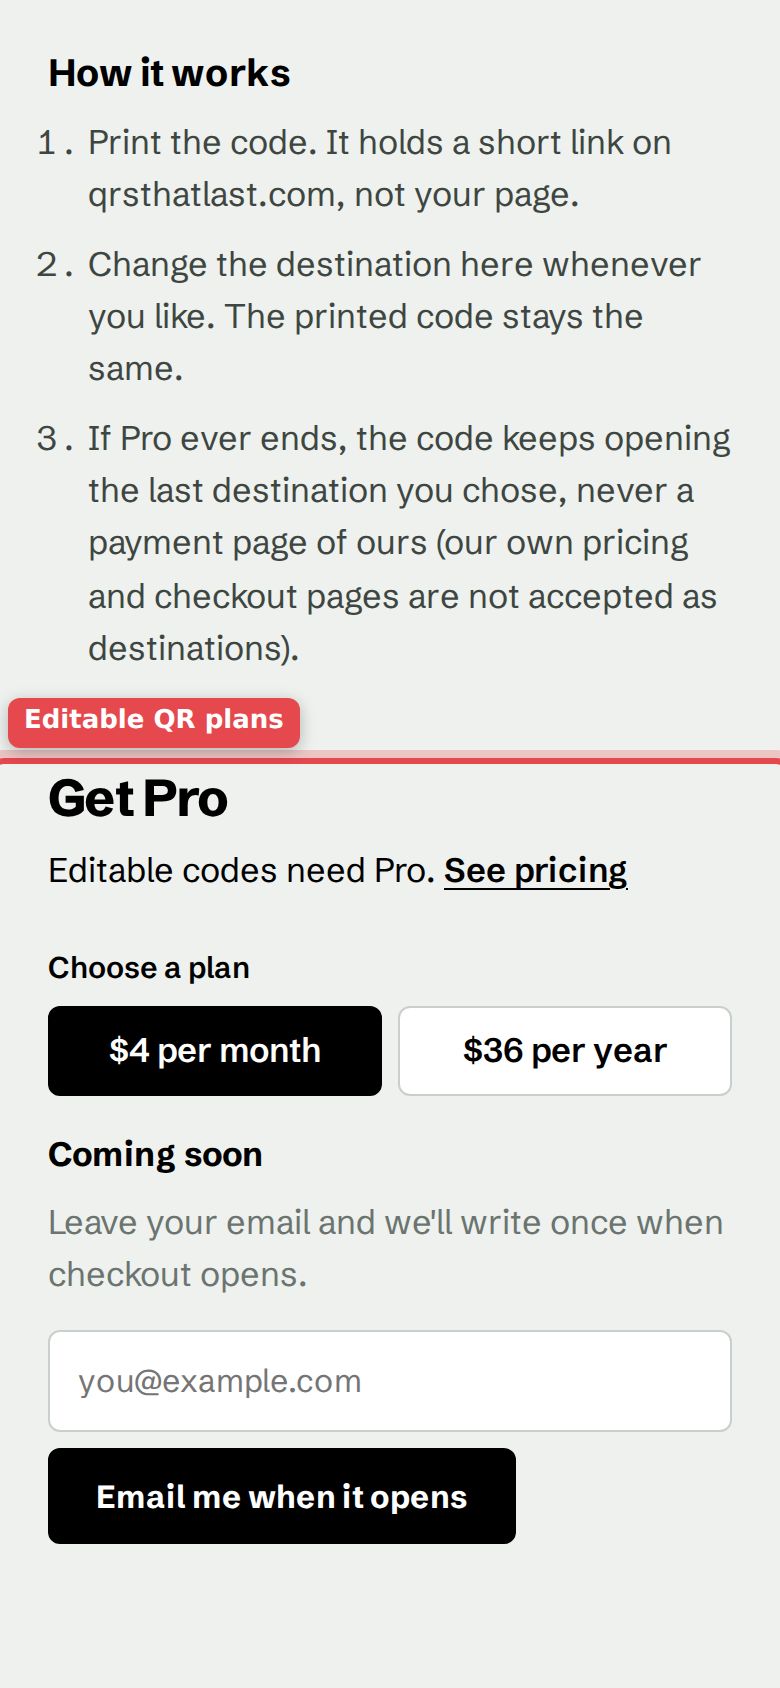 How it works
1. Print the code. It holds a short link on
qrsthatlast.com, not your page.
2. Change the destination here whenever
you like. The printed code stays the
same.
3. If Pro ever ends, the code keeps opening
the last destination you chose, never a
payment page of ours (our own pricing
and checkout pages are not accepted as
destinations).
Editable QR plans
Get Pro
Editable codes need Pro. See pricing
Choose a plan
$4 per month $36 per year
Coming soon
Leave your email and we'll write once when
checkout opens.
you@example.com
Email me when it opens